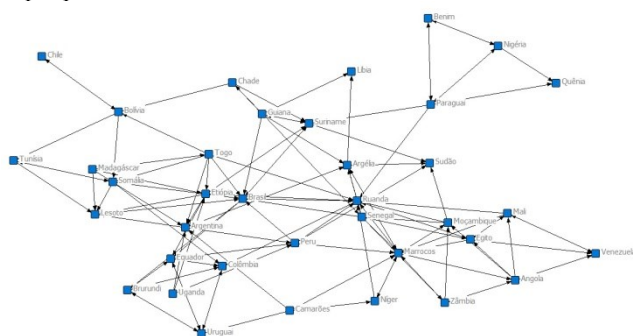 Benim
Nigéria
Chile
Líbia
Chade
Quênia
Bolívia
Guiana
Suriname
Paraguai
Tunísia
Madagáscar
Togo
Argélia
Sudão
Somália
Etiópia
Brasil
Ruanda
Lesoto
Senegal
Mali
Argentina
Moçambique
Egito
Peru
Marrocos
Venezuela
Equador
Colômbia
Angola
Brurundi
Uganda
Camarões
Níger
Zâmbia
Uruguai